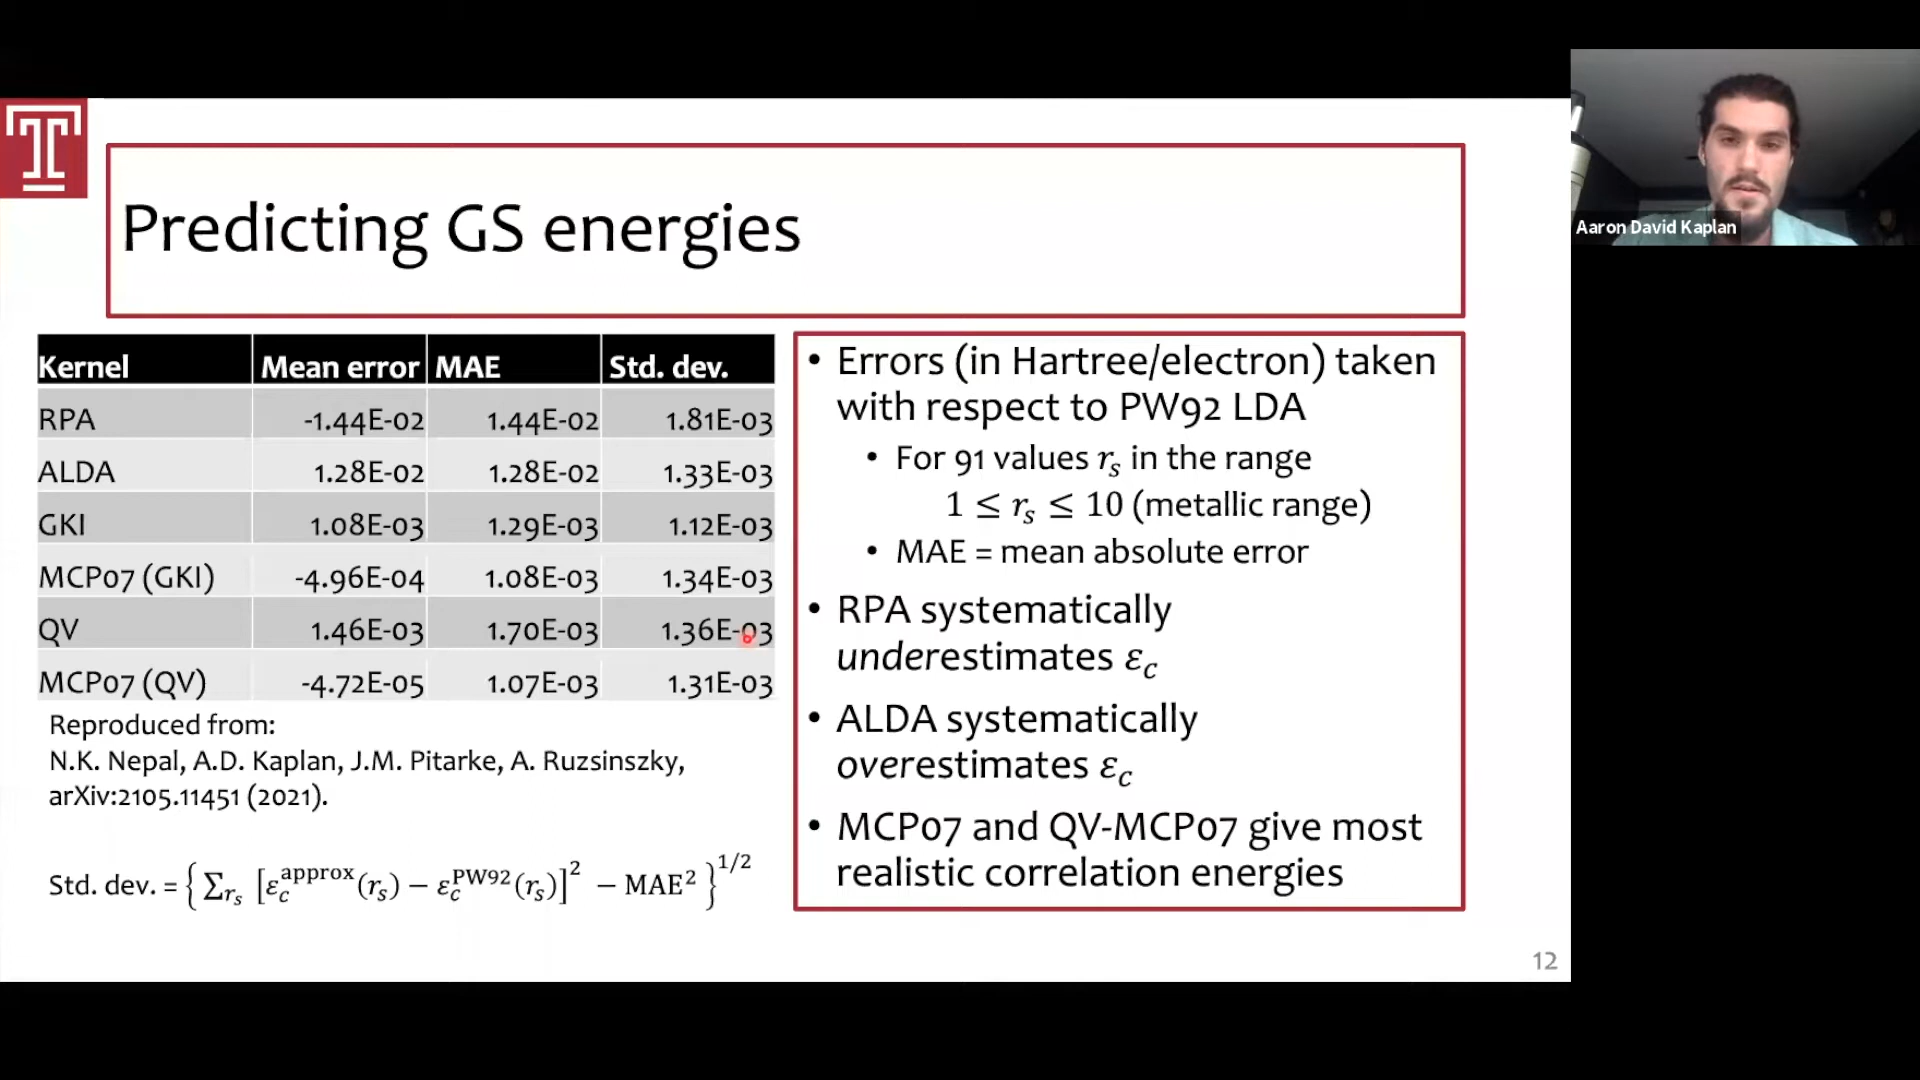 T
Predicting GS energies
Kernel Mean error MAE Std. dev.
RPA -1.44E-02 1.44E-02 1.81E-03
ALDA 1.28E-02 1.28E-02 1.33E-03
GKI 1.08E-03 1.29E-03 1.12E-03
MCP07 (GKI) -4.96E-04 1.08E-03 1.34E-03
QV 1.46E-03 1.70E-03 1.36E-03
MCP07 (QV) -4.72E-05 1.07E-03 1.31E-03
Reproduced from:
N.K. Nepal, A.D. Kaplan, J.M. Pitarke, A. Ruzsinszky,
arXiv:2105.11451 (2021).
Std. dev. = { ∑_{r_s} [ε_c^{approx}(r_s) − ε_c^{PW92}(r_s)]^2 − MAE^2 }^{1/2}
• Errors (in Hartree/electron) taken
with respect to PW92 LDA
• For 91 values r_s in the range
1 ≤ r_s ≤ 10 (metallic range)
• MAE = mean absolute error
• RPA systematically
underestimates ε_c
• ALDA systematically
overestimates ε_c
• MCP07 and QV-MCP07 give most
realistic correlation energies
12
Aaron David Kaplan